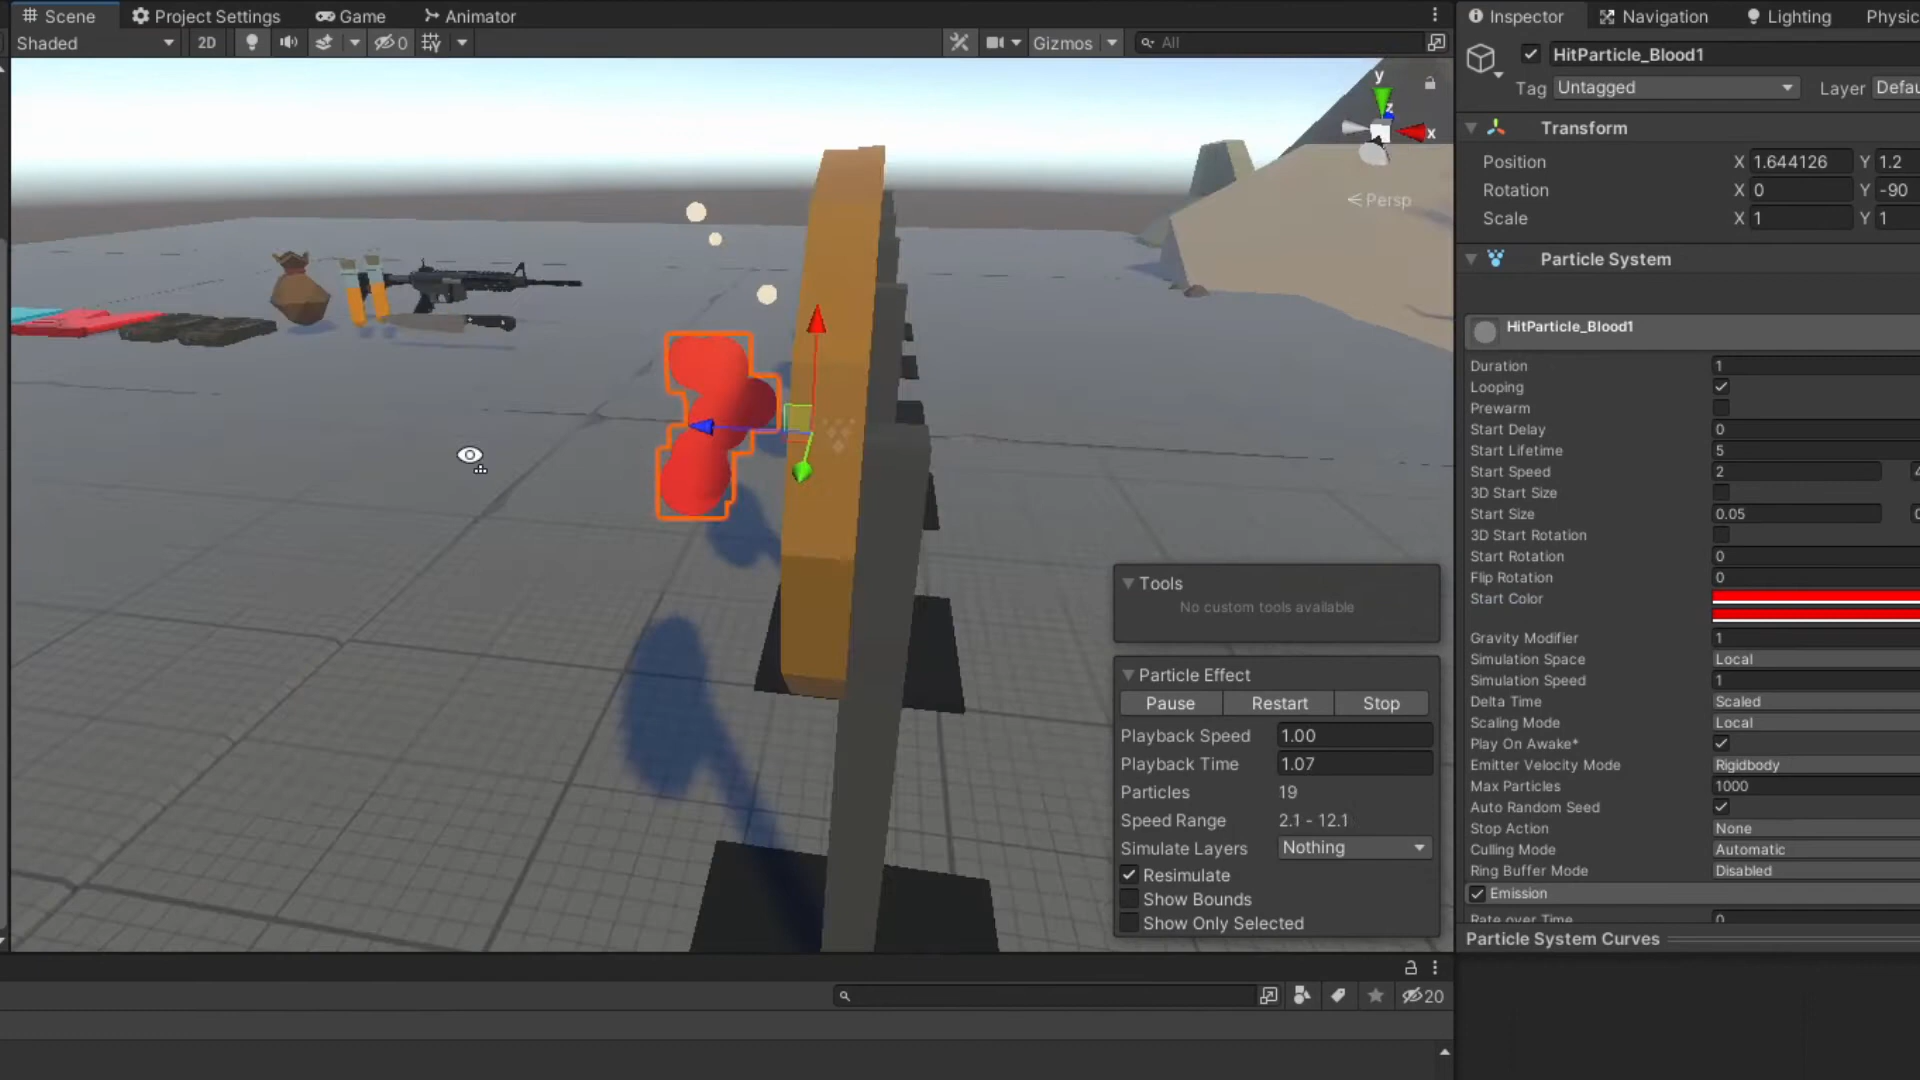 Scene Project Settings Game Animator
Shaded 2D 0 Gizmos All
y
z
x
Persp
Tools
No custom tools available
Particle Effect
Pause Restart Stop
Playback Speed 1.00
Playback Time 1.07
Particles 19
Speed Range 2.1 - 12.1
Simulate Layers Nothing
Resimulate
Show Bounds
Show Only Selected
20
Inspector Navigation Lighting Physic
HitParticle_Blood1
Tag Untagged Layer Defau
Transform
Position X 1.644126 Y 1.2
Rotation X 0 Y -90
Scale X 1 Y 1
Particle System
HitParticle_Blood1
Duration 1
Looping
Prewarm
Start Delay 0
Start Lifetime 5
Start Speed 2
3D Start Size
Start Size 0.05
3D Start Rotation
Start Rotation 0
Flip Rotation 0
Start Color
Gravity Modifier 1
Simulation Space Local
Simulation Speed 1
Delta Time Scaled
Scaling Mode Local
Play On Awake*
Emitter Velocity Mode Rigidbody
Max Particles 1000
Auto Random Seed
Stop Action None
Culling Mode Automatic
Ring Buffer Mode Disabled
Emission
Rate over Time 0
Particle System Curves